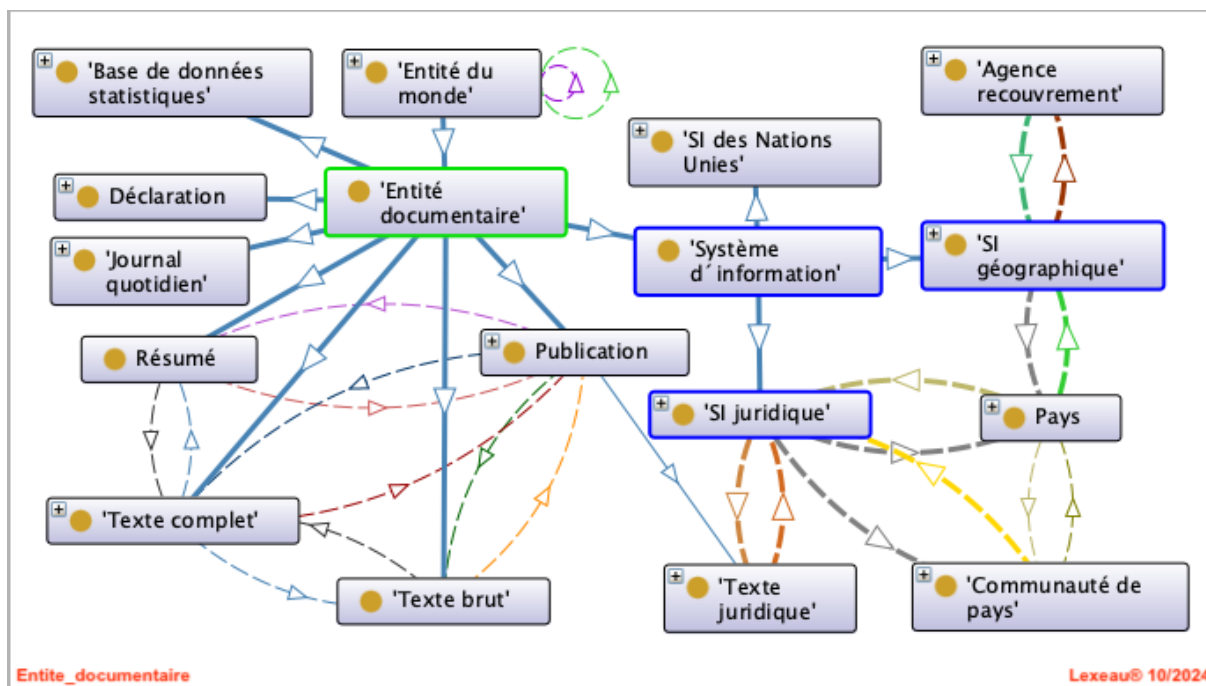 'Base de données
statistiques'
'Entité du
monde'
'Agence
recouvrement'
'SI des Nations
Unies'
Déclaration
'Entité
documentaire'
'Journal
quotidien'
'Système
d´information'
'SI
géographique'
Résumé
Publication
'SI juridique'
Pays
'Texte complet'
'Texte brut'
'Texte
juridique'
'Communauté de
pays'
Entite_documentaire
Lexeau® 10/2024